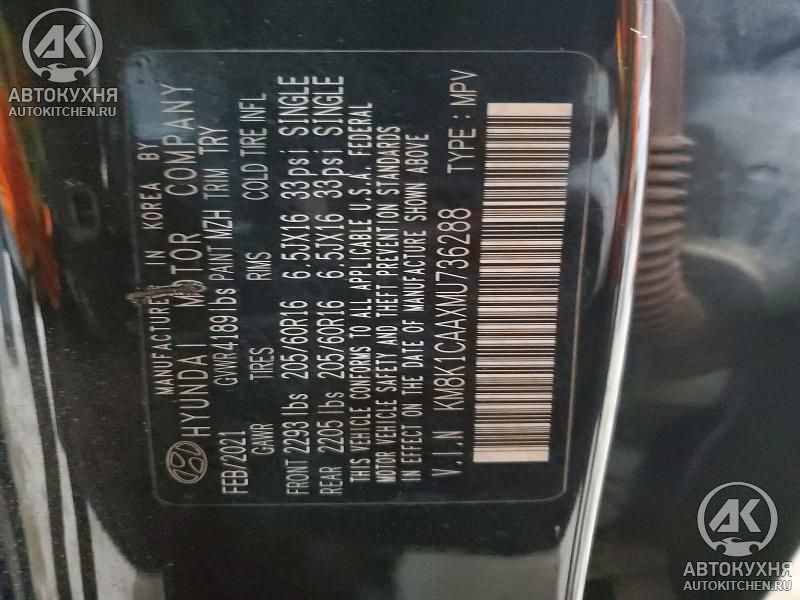 MANUFACTURED IN KOREA BY
HYUNDAI MOTOR COMPANY
FEB/2021 GVWR4189lbs PAINT MZH TRIM TRY
GAWR TIRES RIMS COLD TIRE INFL
FRONT 2293 lbs 205/60R16 6.5JX16 33psi SINGLE
REAR 2205 lbs 205/60R16 6.5JX16 33psi SINGLE
THIS VEHICLE CONFORMS TO ALL APPLICABLE U.S.A. FEDERAL
MOTOR VEHICLE SAFETY AND THEFT PREVENTION STANDARDS
IN EFFECT ON THE DATE OF MANUFACTURE SHOWN ABOVE
V.I.N KM8K1CAAXMU736288 TYPE : MPV
АК
АВТОКУХНЯ
AUTOKITCHEN.RU
АК
АВТОКУХНЯ
AUTOKITCHEN.RU